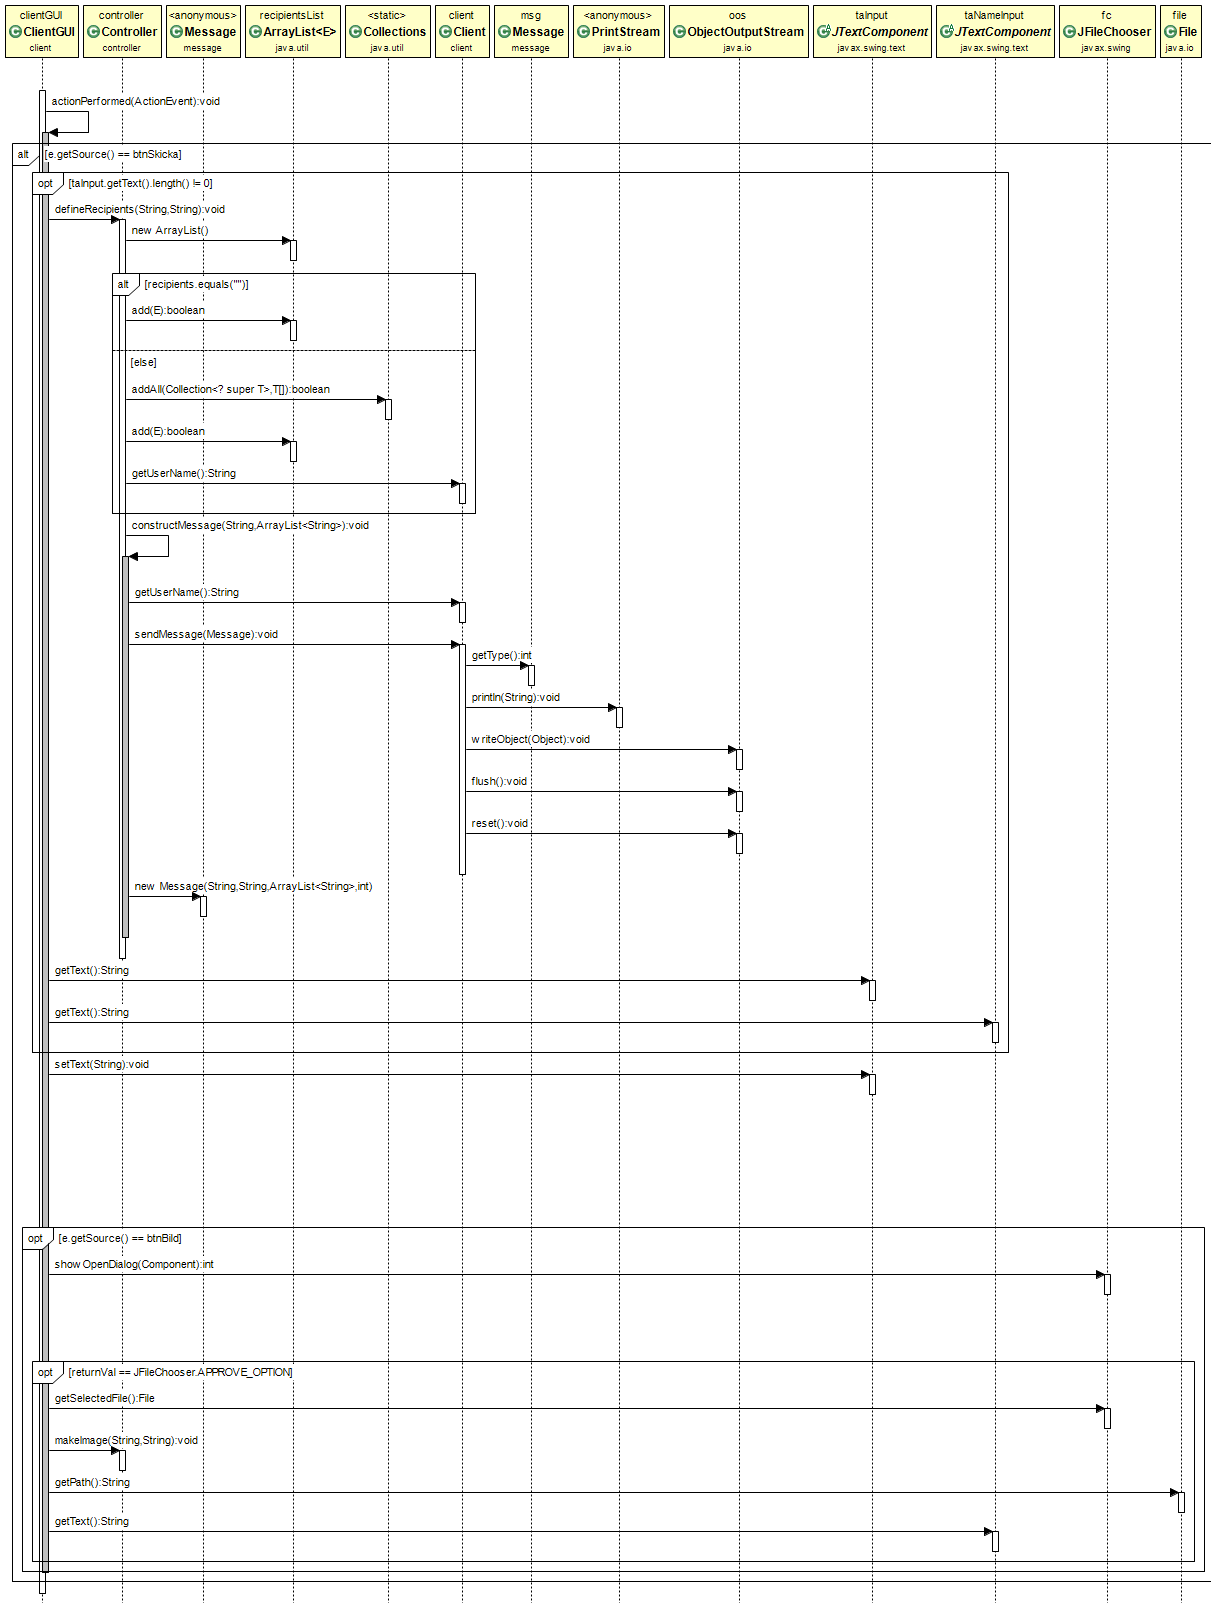 clientGUI
ClientGUI
client
controller
Controller
controller
<anonymous>
Message
message
recipientsList
ArrayList<E>
java.util
<static>
Collections
java.util
client
Client
client
msg
Message
message
<anonymous>
PrintStream
java.io
oos
ObjectOutputStream
java.io
taInput
JTextComponent
javax.swing.text
taNameInput
JTextComponent
javax.swing.text
fc
JFileChooser
javax.swing
file
File
java.io
actionPerformed(ActionEvent):void
alt [e.getSource() == btnSkicka]
opt [taInput.getText().length() != 0]
defineRecipients(String,String):void
new ArrayList()
alt [recipients.equals("")]
add(E):boolean
[else]
addAll(Collection<? super T>,T[]):boolean
add(E):boolean
getUserName():String
constructMessage(String,ArrayList<String>):void
getUserName():String
sendMessage(Message):void
getType():int
println(String):void
writeObject(Object):void
flush():void
reset():void
new Message(String,String,ArrayList<String>,int)
getText():String
getText():String
setText(String):void
opt [e.getSource() == btnBild]
showOpenDialog(Component):int
opt [returnVal == JFileChooser.APPROVE_OPTION]
getSelectedFile():File
makeImage(String,String):void
getPath():String
getText():String